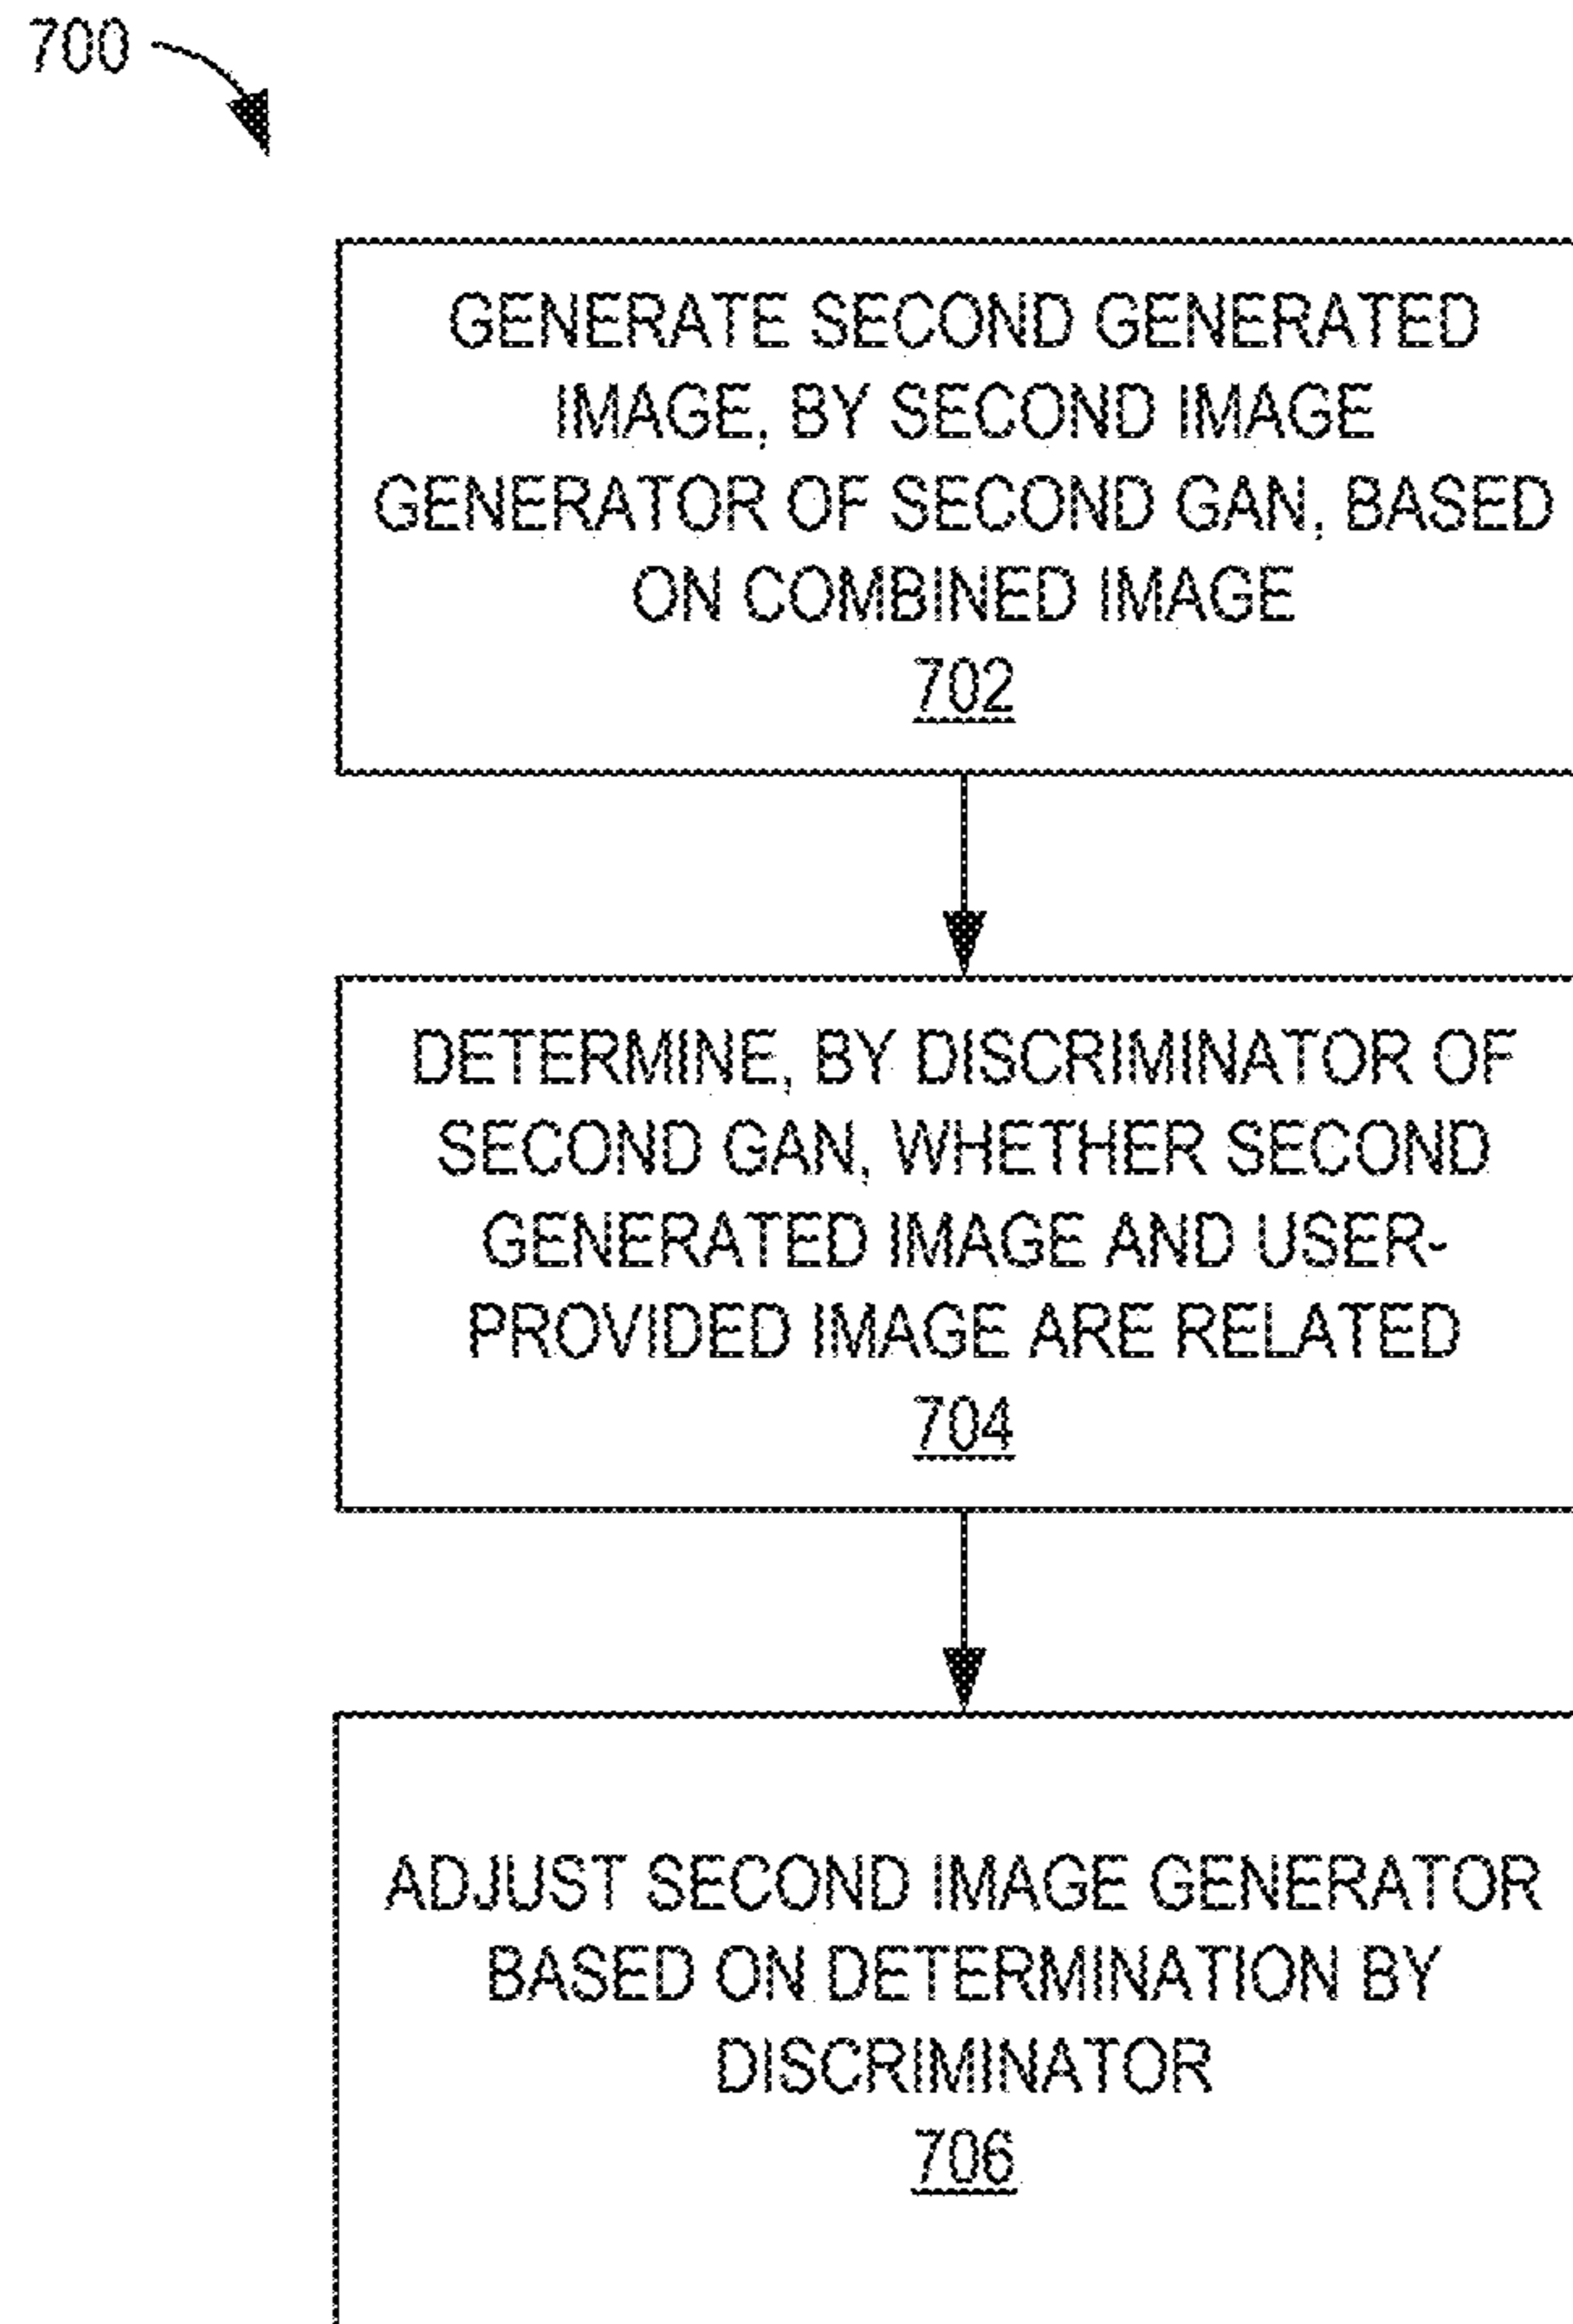 700
GENERATE SECOND GENERATED
IMAGE, BY SECOND IMAGE
GENERATOR OF SECOND GAN, BASED
ON COMBINED IMAGE
702
DETERMINE, BY DISCRIMINATOR OF
SECOND GAN, WHETHER SECOND
GENERATED IMAGE AND USER-
PROVIDED IMAGE ARE RELATED
704
ADJUST SECOND IMAGE GENERATOR
BASED ON DETERMINATION BY
DISCRIMINATOR
706